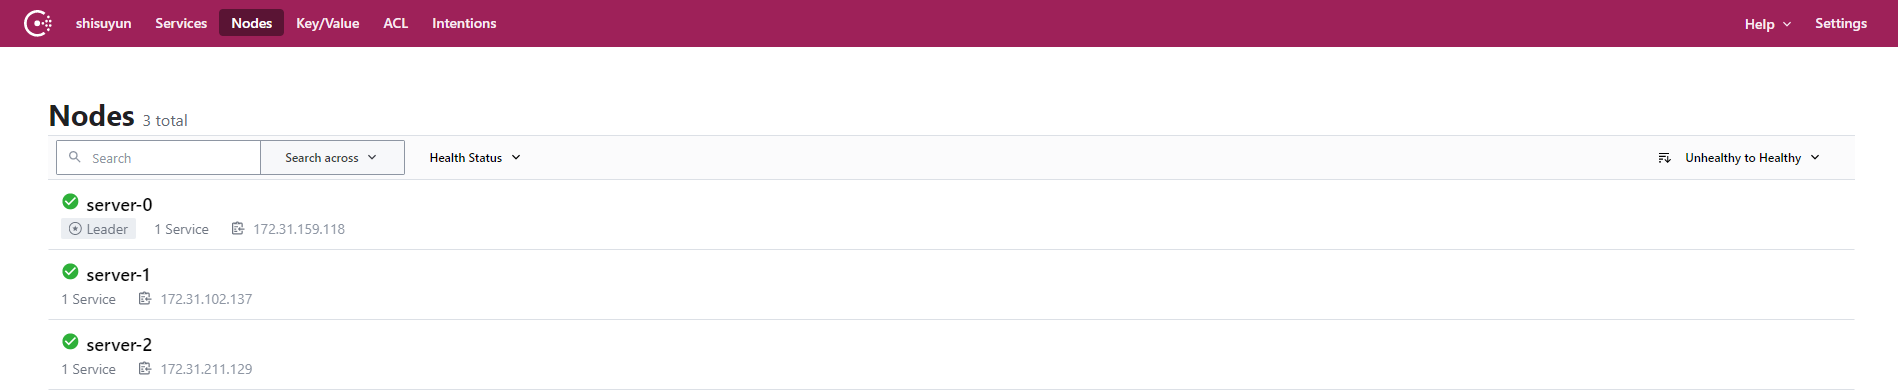 shisuyun Services Nodes Key/Value ACL Intentions Help Settings
Nodes 3 total
Search Search across Health Status Unhealthy to Healthy
server-0
Leader 1 Service 172.31.159.118
server-1
1 Service 172.31.102.137
server-2
1 Service 172.31.211.129